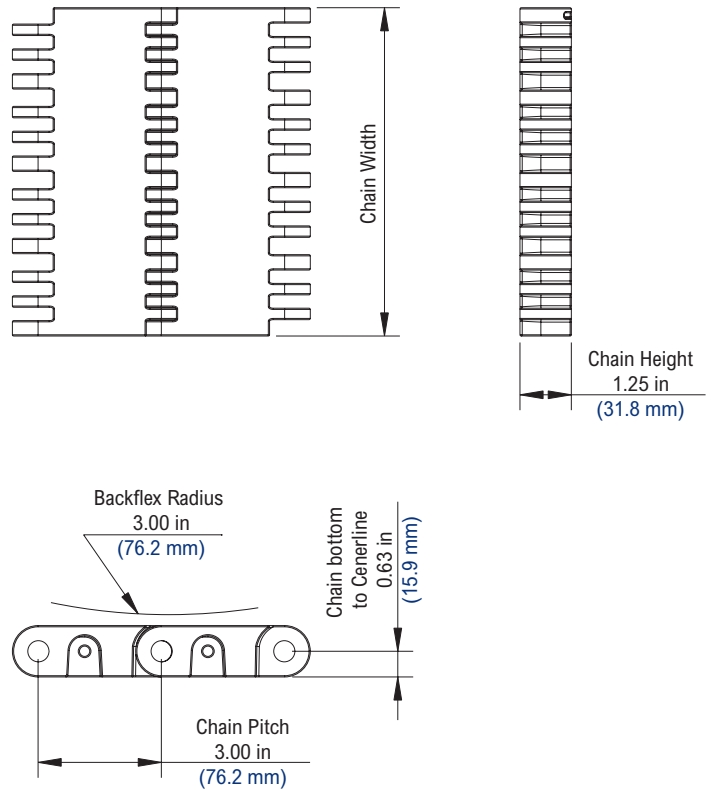 Chain Width
Chain Height
1.25 in
(31.8 mm)
Backflex Radius
3.00 in
(76.2 mm)
Chain bottom
to Cenerline
0.63 in
(15.9 mm)
Chain Pitch
3.00 in
(76.2 mm)